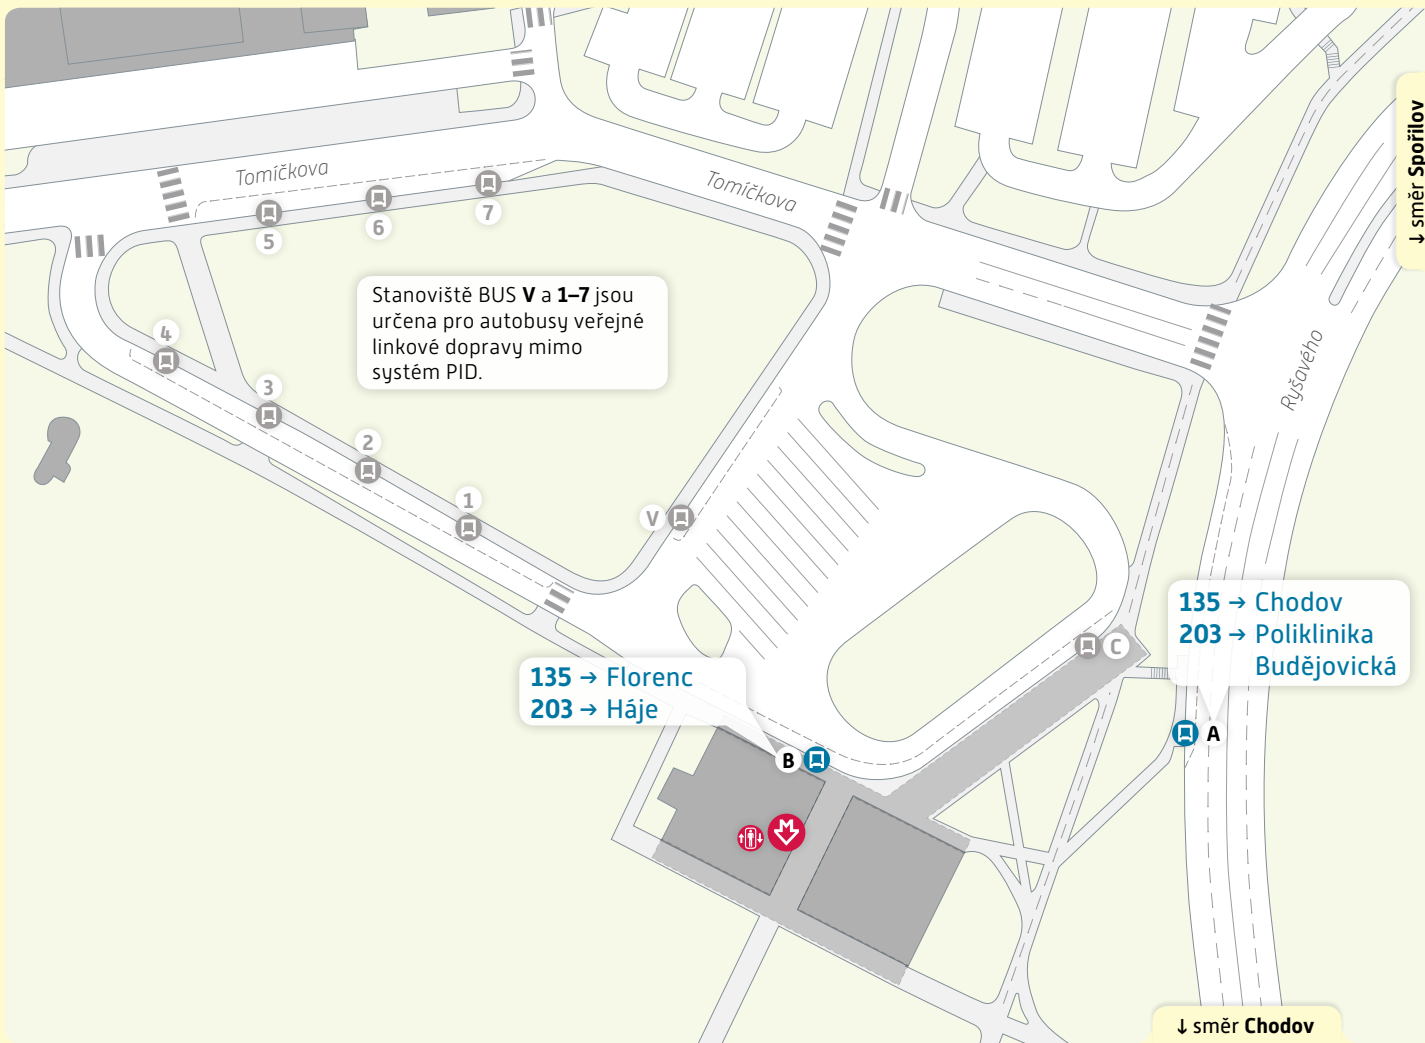 Tomíčkova
Tomíčkova
↓ směr Spořilov
5
6
7
Stanoviště BUS V a 1–7 jsou
určena pro autobusy veřejné
linkové dopravy mimo
systém PID.
4
3
2
1
V
Ryšavého
135 → Chodov
203 → Poliklinika
Budějovická
C
A
135 → Florenc
203 → Háje
B
M
↓ směr Chodov